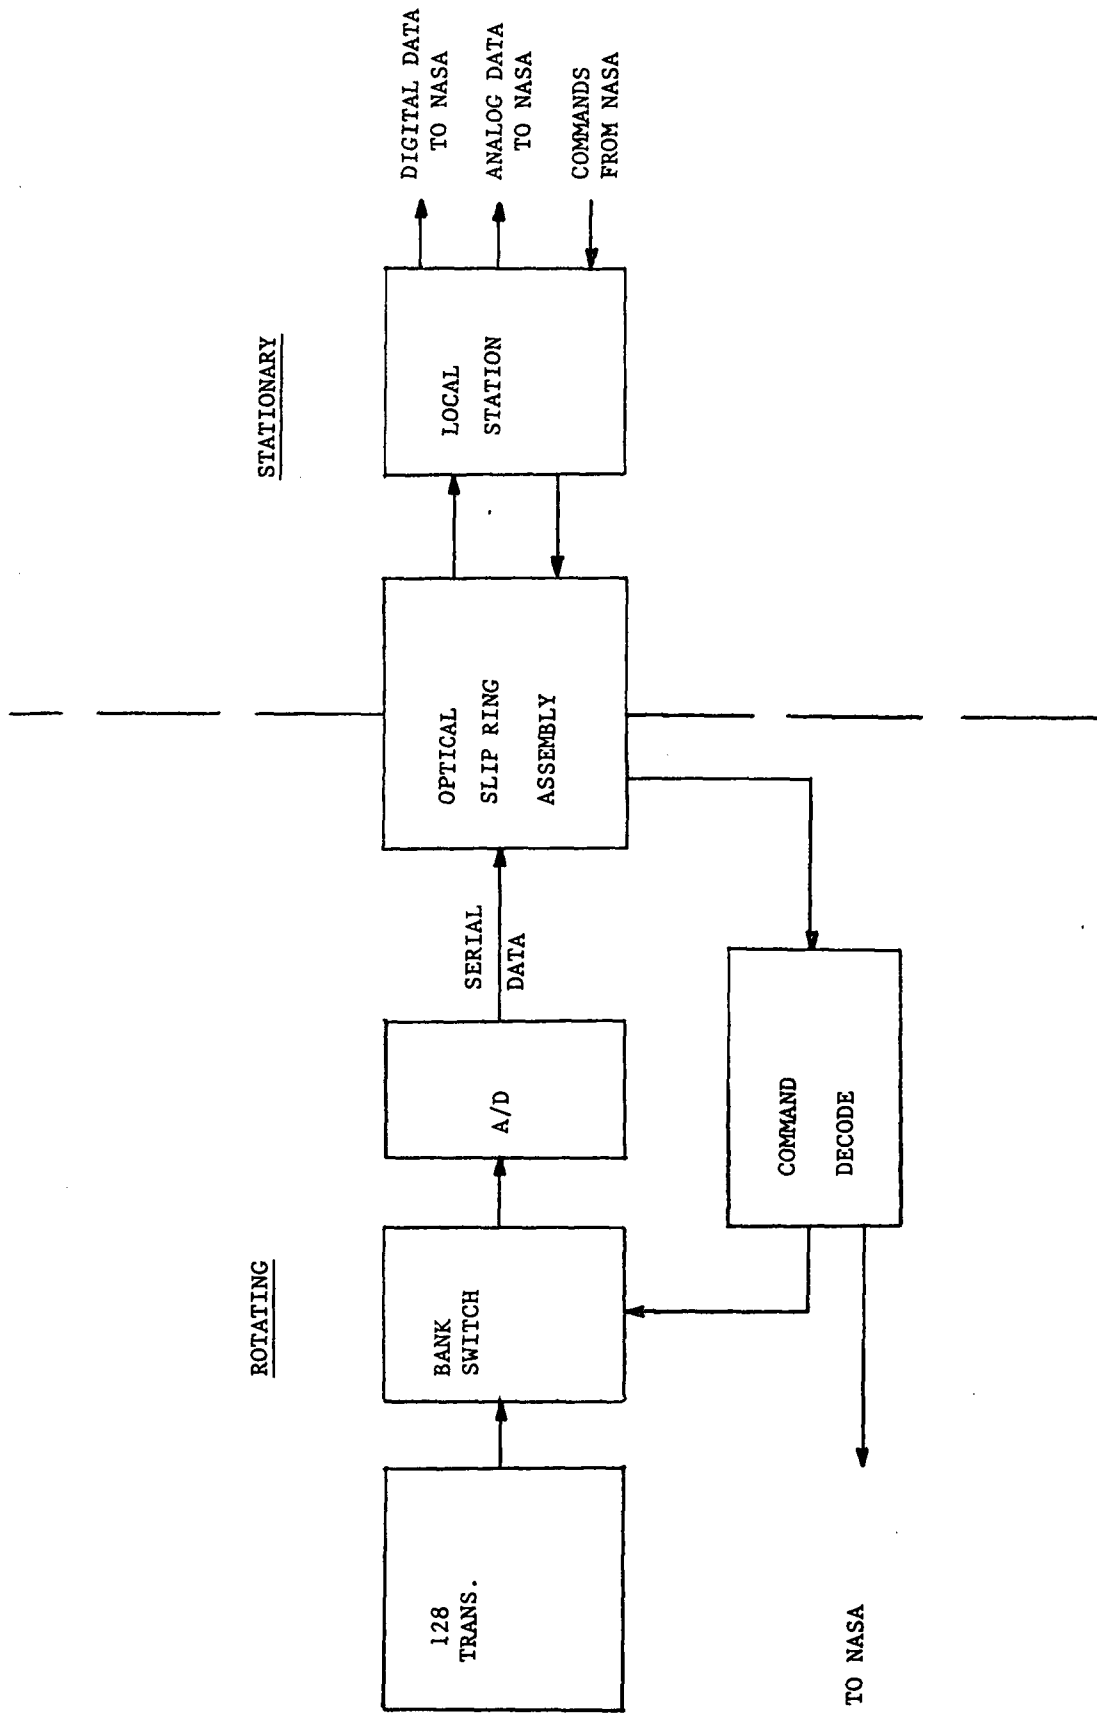 ROTATING
STATIONARY
128
TRANS.
BANK
SWITCH
A/D
SERIAL
DATA
OPTICAL
SLIP RING
ASSEMBLY
LOCAL
STATION
DIGITAL DATA
TO NASA
ANALOG DATA
TO NASA
COMMANDS
FROM NASA
COMMAND
DECODE
TO NASA